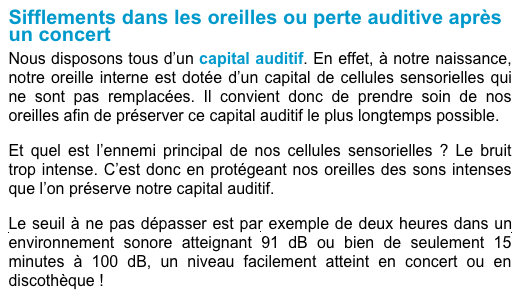 Sifflements dans les oreilles ou perte auditive après
un concert
Nous disposons tous d’un capital auditif. En effet, à notre naissance,
notre oreille interne est dotée d’un capital de cellules sensorielles qui
ne sont pas remplacées. Il convient donc de prendre soin de nos
oreilles afin de préserver ce capital auditif le plus longtemps possible.
Et quel est l’ennemi principal de nos cellules sensorielles ? Le bruit
trop intense. C’est donc en protégeant nos oreilles des sons intenses
que l’on préserve notre capital auditif.
Le seuil à ne pas dépasser est par exemple de deux heures dans un
environnement sonore atteignant 91 dB ou bien de seulement 15
minutes à 100 dB, un niveau facilement atteint en concert ou en
discothèque !